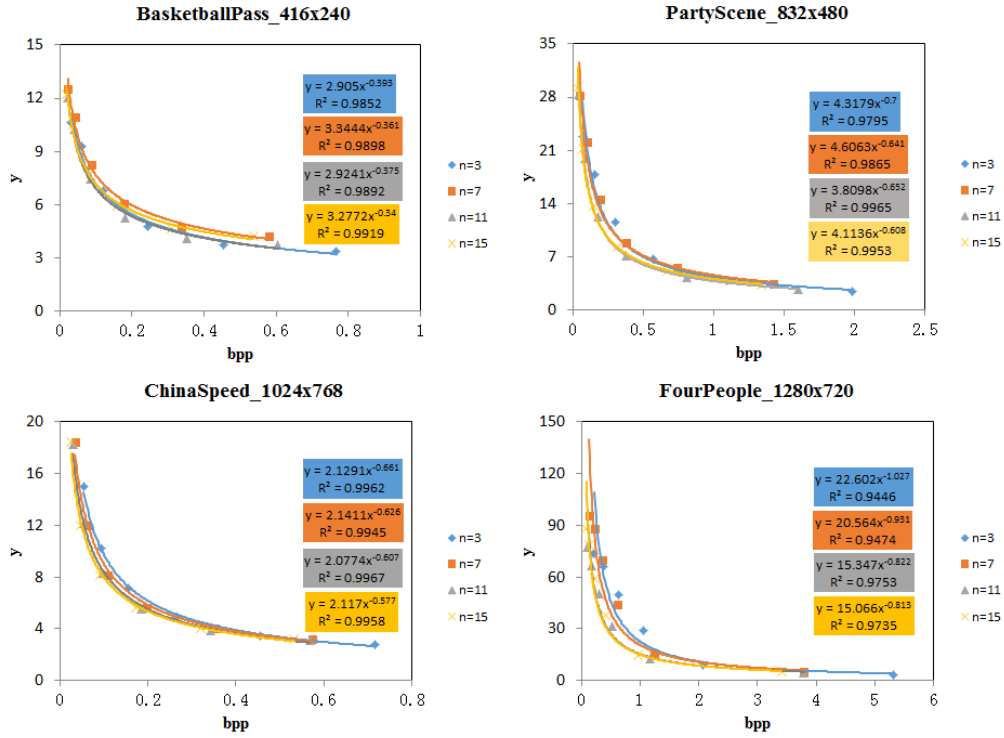 BasketballPass_416x240
15
12
9
6
3
0
y
0
0.2
0.4
0.6
0.8
1
bpp
y = 2.905x^-0.393
R² = 0.9852
y = 3.3444x^-0.361
R² = 0.9898
y = 2.9241x^-0.375
R² = 0.9892
y = 3.2772x^-0.34
R² = 0.9919
n=3
n=7
n=11
n=15
PartyScene_832x480
35
28
21
14
7
0
y
0
0.5
1
1.5
2
2.5
bpp
y = 4.3179x^-0.7
R² = 0.9795
y = 4.6063x^-0.641
R² = 0.9865
y = 3.8098x^-0.652
R² = 0.9965
y = 4.1136x^-0.608
R² = 0.9953
n=3
n=7
n=11
n=15
ChinaSpeed_1024x768
20
16
12
8
4
0
y
0
0.2
0.4
0.6
0.8
bpp
y = 2.1291x^-0.661
R² = 0.9962
y = 2.1411x^-0.626
R² = 0.9945
y = 2.0774x^-0.607
R² = 0.9967
y = 2.117x^-0.577
R² = 0.9958
n=3
n=7
n=11
n=15
FourPeople_1280x720
150
120
90
60
30
0
y
0
1
2
3
4
5
6
bpp
y = 22.602x^-1.027
R² = 0.9446
y = 20.564x^-0.931
R² = 0.9474
y = 15.347x^-0.822
R² = 0.9753
y = 15.066x^-0.813
R² = 0.9735
n=3
n=7
n=11
n=15